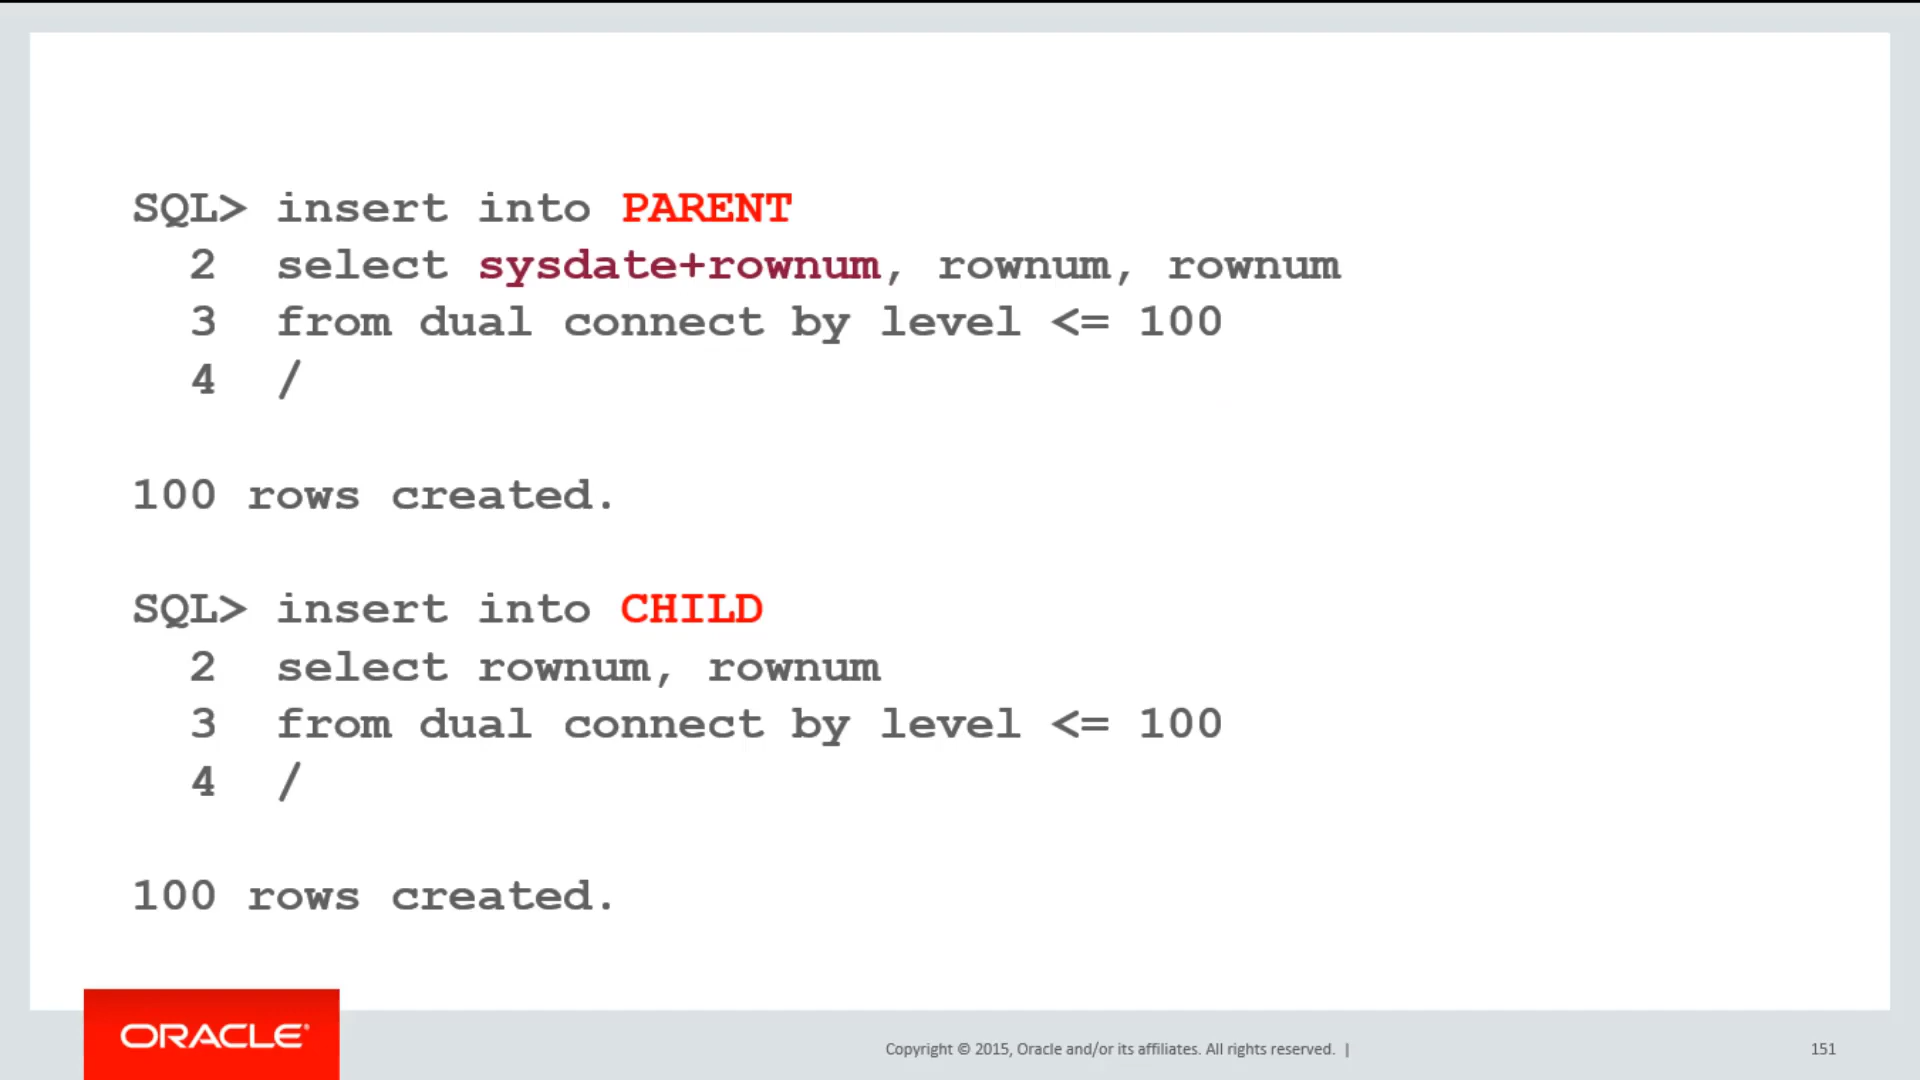 SQL> insert into PARENT
2 select sysdate+rownum, rownum, rownum
3 from dual connect by level <= 100
4 /
100 rows created.
SQL> insert into CHILD
2 select rownum, rownum
3 from dual connect by level <= 100
4 /
100 rows created.
ORACLE®
Copyright © 2015, Oracle and/or its affiliates. All rights reserved. |
151